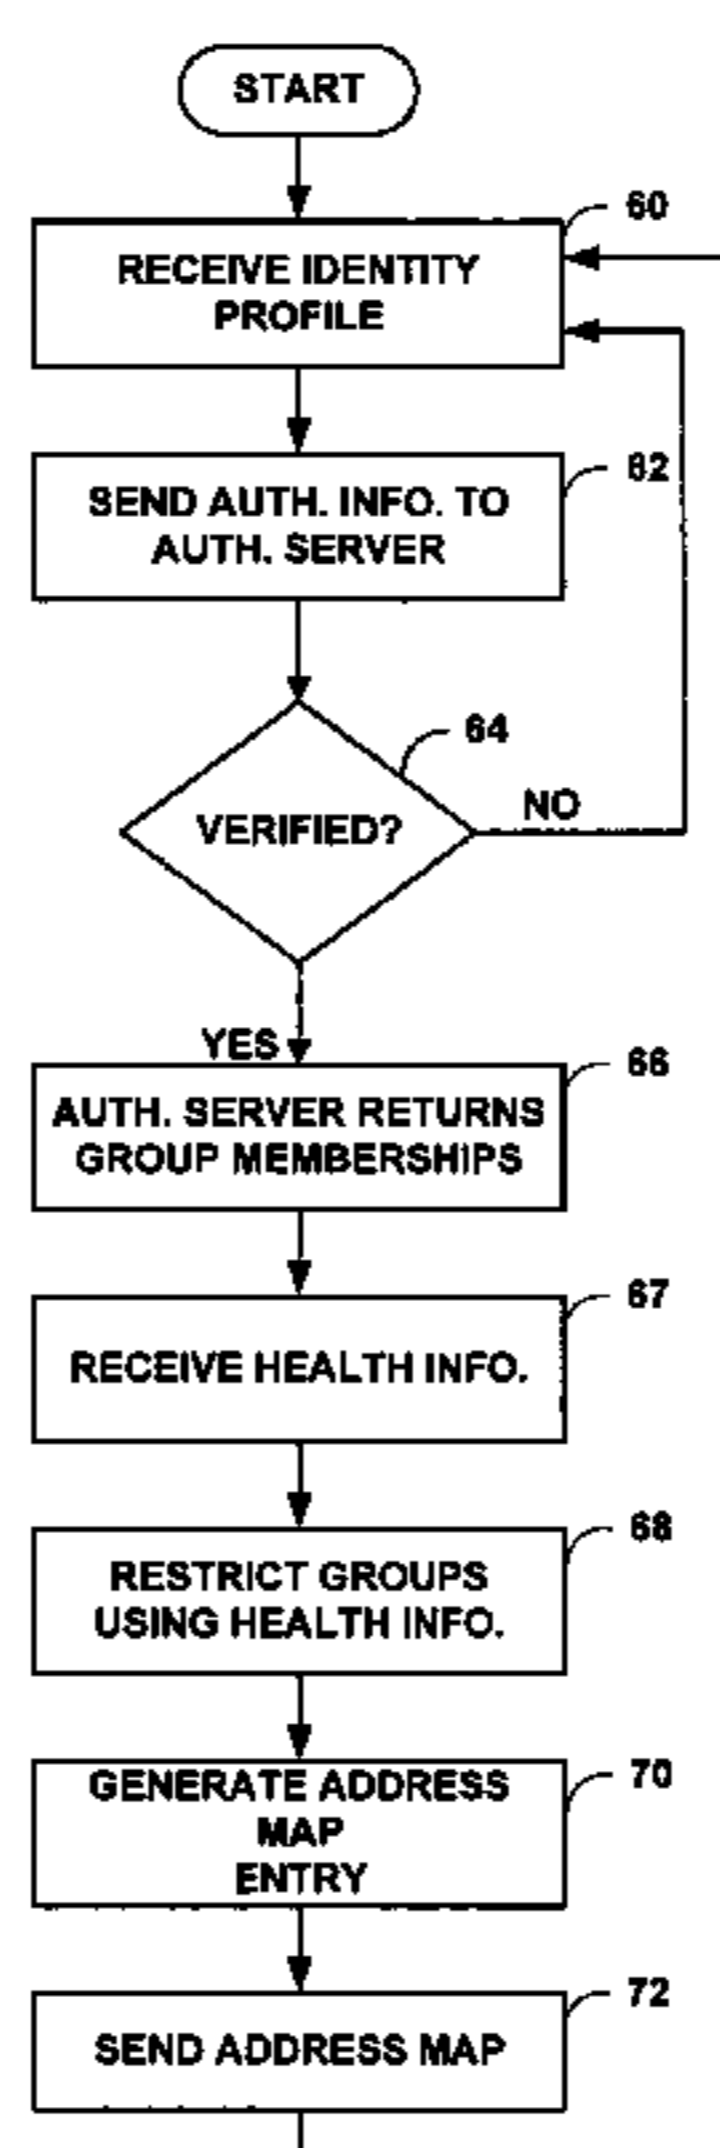 START
60
RECEIVE IDENTITY
PROFILE
62
SEND AUTH. INFO. TO
AUTH. SERVER
64
VERIFIED?
NO
YES
66
AUTH. SERVER RETURNS
GROUP MEMBERSHIPS
67
RECEIVE HEALTH INFO.
68
RESTRICT GROUPS
USING HEALTH INFO.
70
GENERATE ADDRESS
MAP
ENTRY
72
SEND ADDRESS MAP